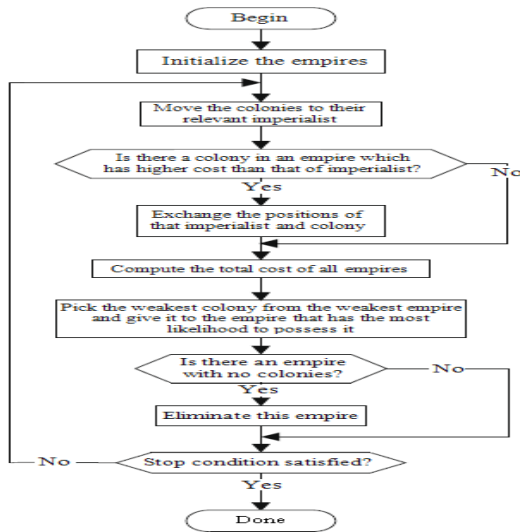 Begin
Initialize the empires
Move the colonies to their
relevant imperialist
Is there a colony in an empire which
has higher cost than that of imperialist?
No
Yes
Exchange the positions of
that imperialist and colony
Compute the total cost of all empires
Pick the weakest colony from the weakest empire
and give it to the empire that has the most
likelihood to possess it
Is there an empire
with no colonies?
No
Yes
Eliminate this empire
No
Stop condition satisfied?
Yes
Done